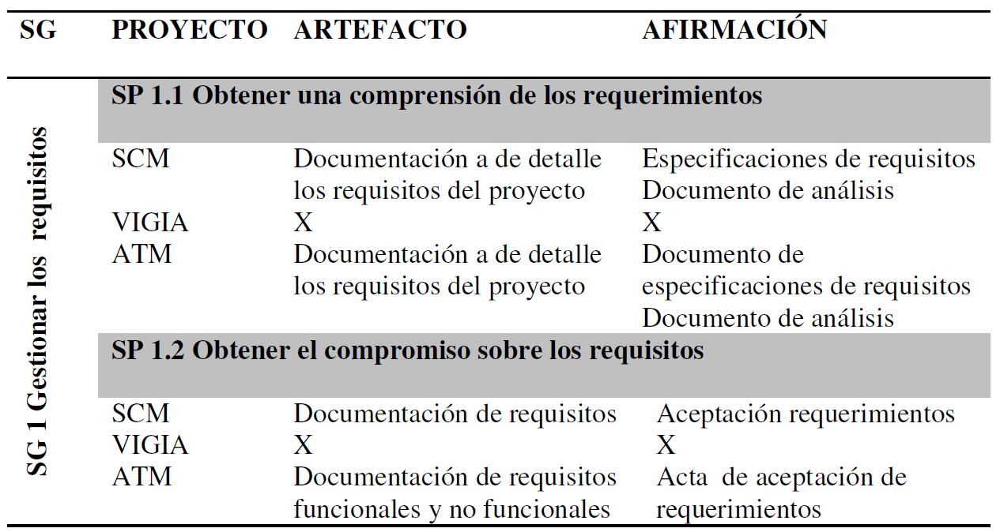 SG PROYECTO ARTEFACTO AFIRMACIÓN
SG 1 Gestionar los requisitos
SP 1.1 Obtener una comprensión de los requerimientos
SCM Documentación a de detalle Especificaciones de requisitos
los requisitos del proyecto Documento de análisis
VIGIA X X
ATM Documentación a de detalle Documento de
los requisitos del proyecto especificaciones de requisitos
Documento de análisis
SP 1.2 Obtener el compromiso sobre los requisitos
SCM Documentación de requisitos Aceptación requerimientos
VIGIA X X
ATM Documentación de requisitos Acta de aceptación de
funcionales y no funcionales requerimientos